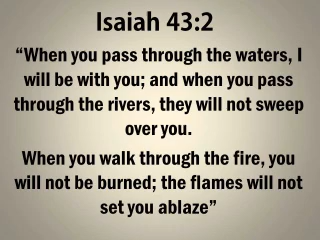 Isaiah 43:2
“When you pass through the waters, I
will be with you; and when you pass
through the rivers, they will not sweep
over you.
When you walk through the fire, you
will not be burned; the flames will not
set you ablaze”